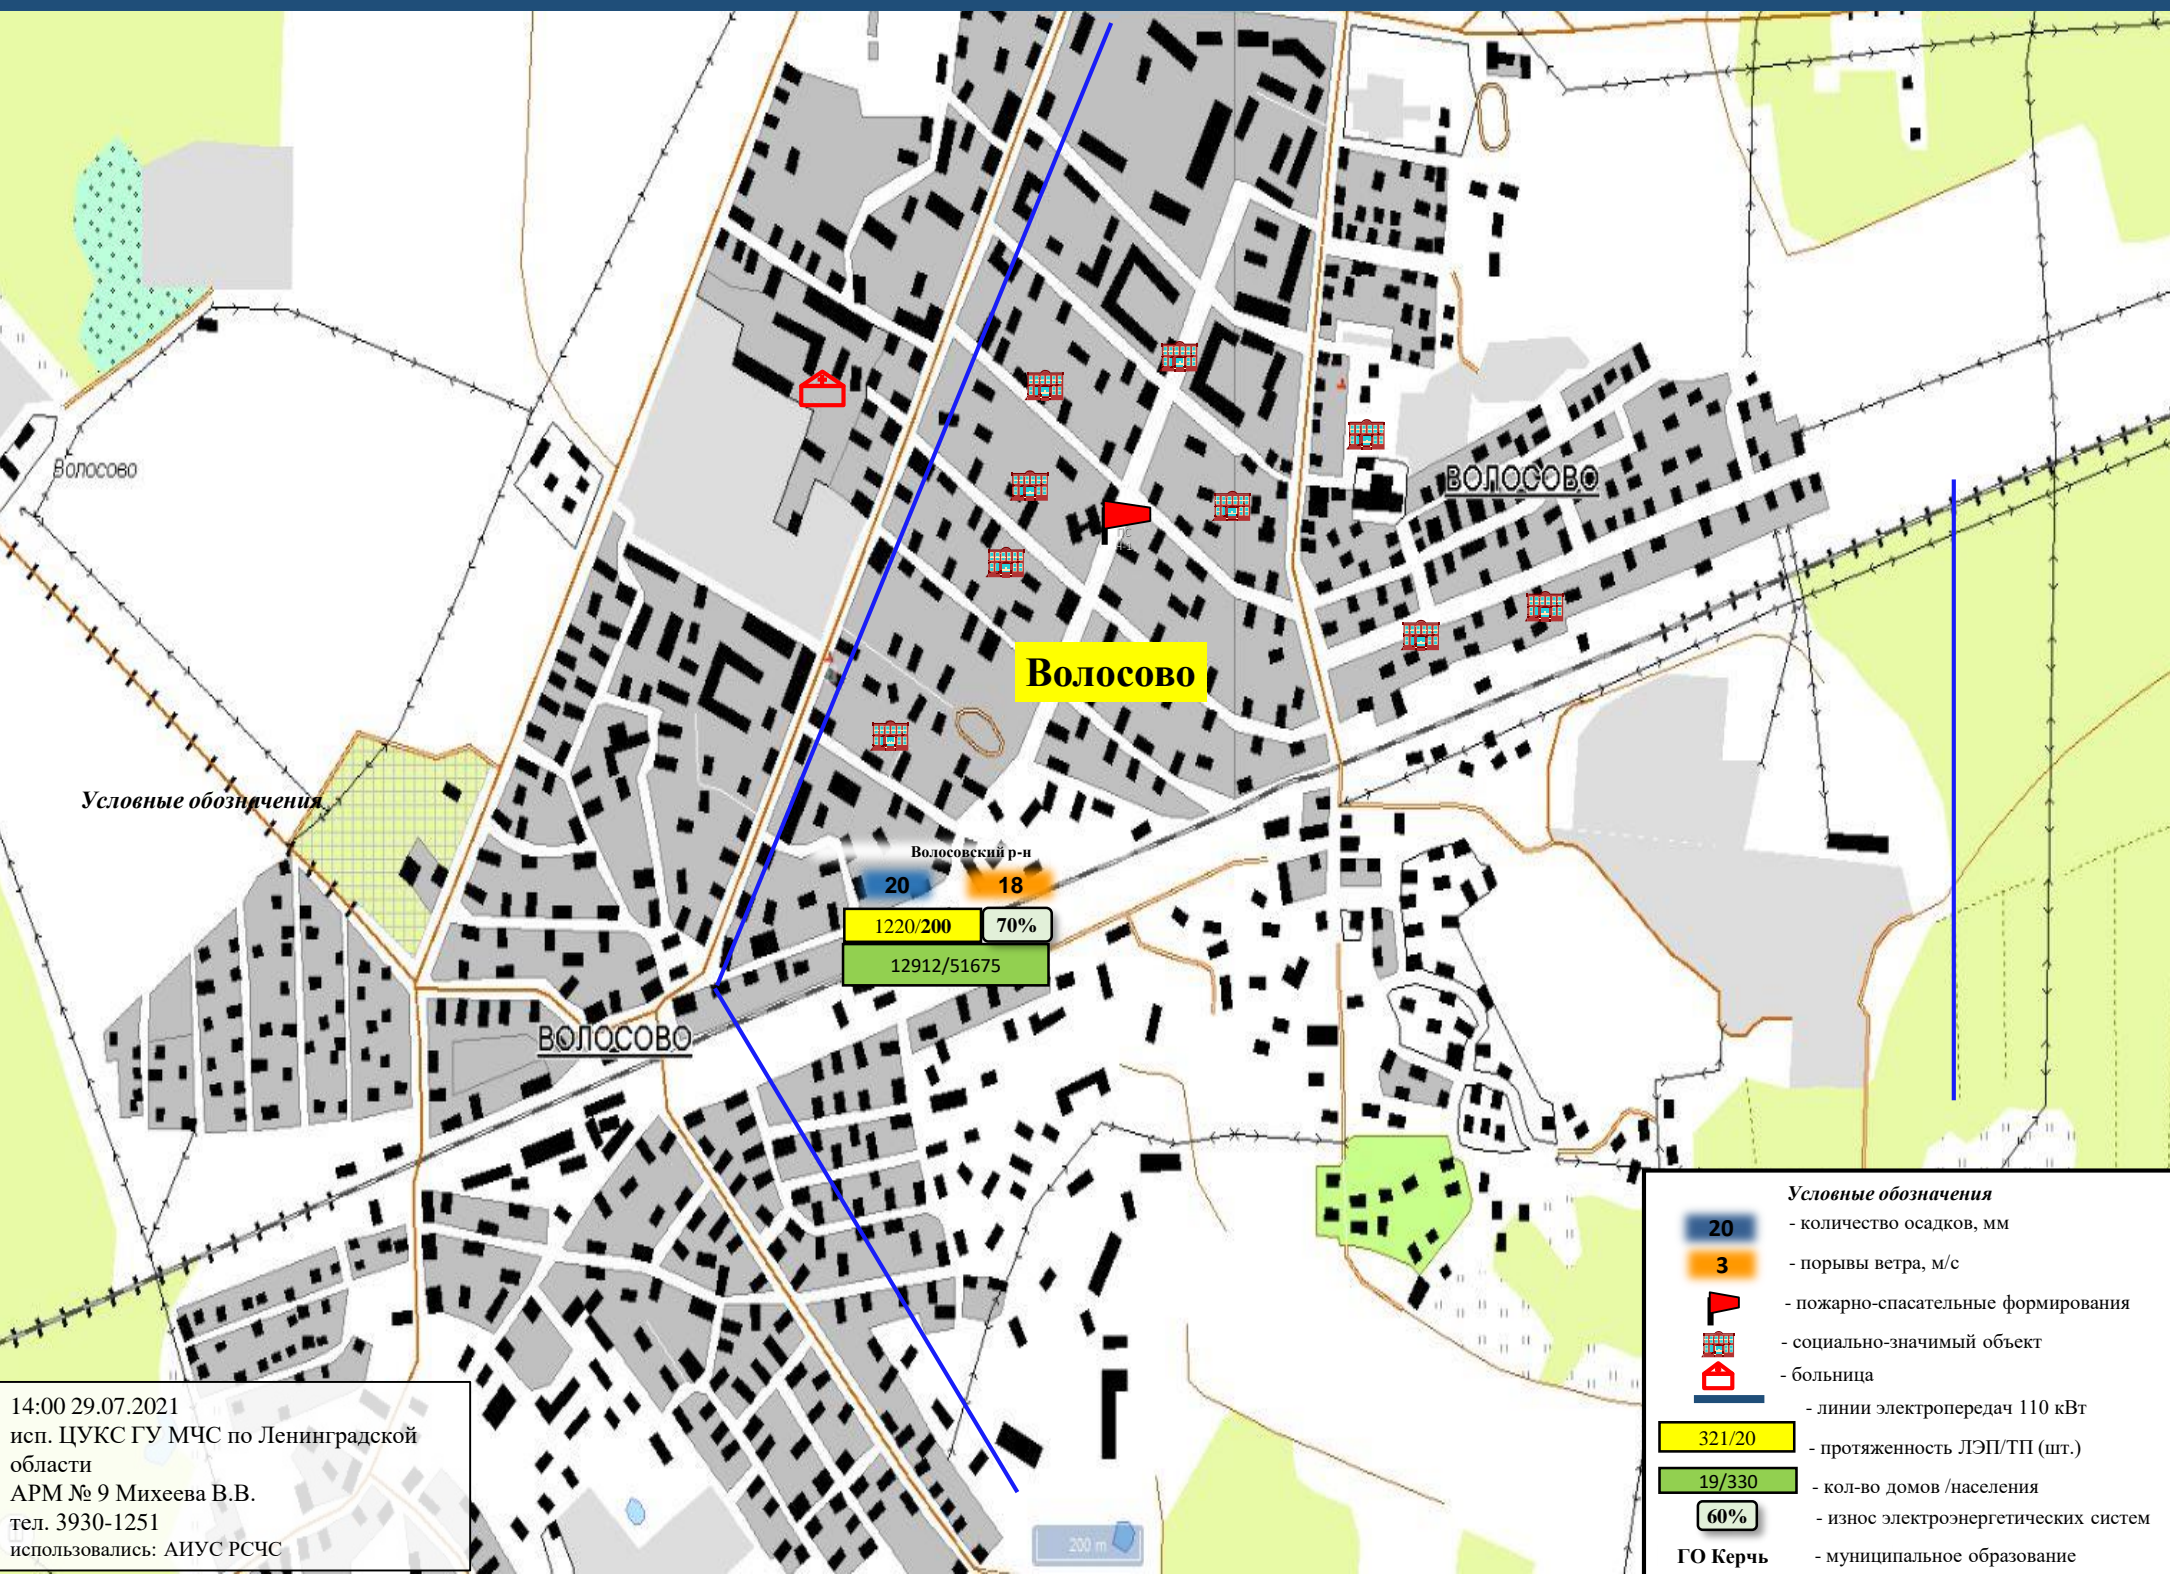 Волосово
ВОЛОСОВО
Волосово
Условные обозначения
Волосовский р-н
20
18
1220/200
70%
12912/51675
ВОЛОСОВО
Условные обозначения
20 - количество осадков, мм
3 - порывы ветра, м/с
- пожарно-спасательные формирования
- социально-значимый объект
- больница
- линии электропередач 110 кВт
321/20 - протяженность ЛЭП/ТП (шт.)
19/330 - кол-во домов /населения
60% - износ электроэнергетических систем
ГО Керчь - муниципальное образование
14:00 29.07.2021
исп. ЦУКС ГУ МЧС по Ленинградской
области
АРМ № 9 Михеева В.В.
тел. 3930-1251
использовались: АИУС РСЧС
200 m